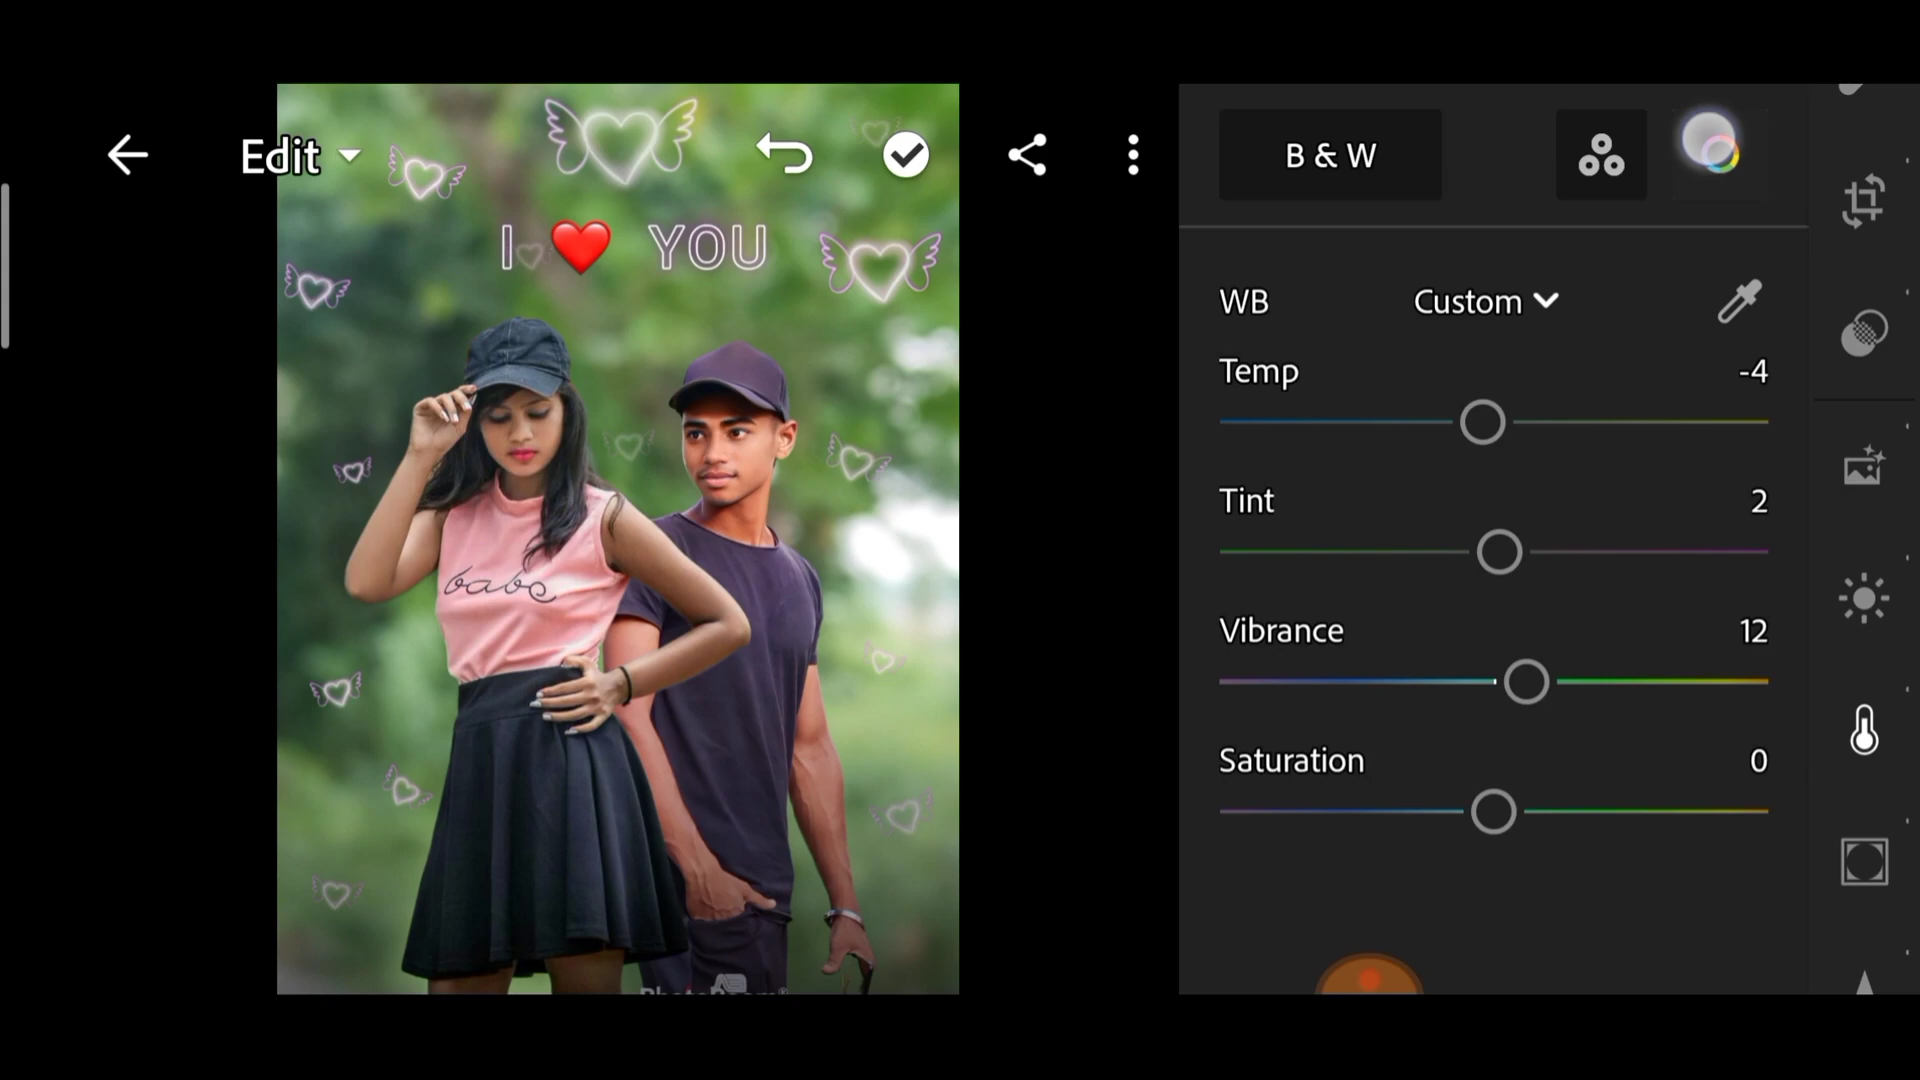 Edit
I ❤️ YOU
babe
B & W
WB Custom
Temp -4
Tint 2
Vibrance 12
Saturation 0